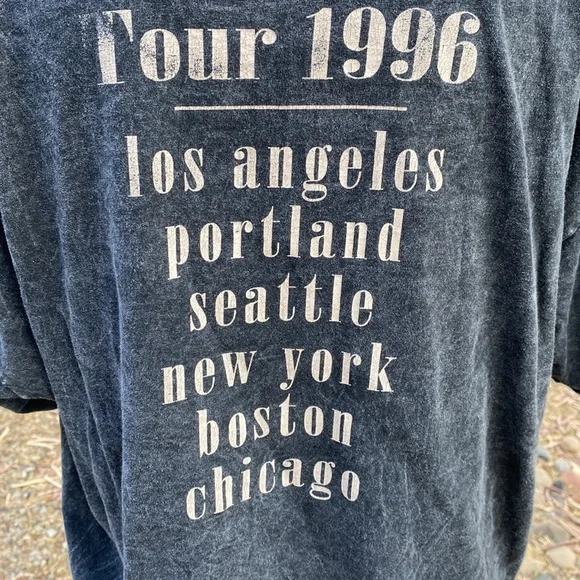 Tour 1996
los angeles
portland
seattle
new york
boston
chicago